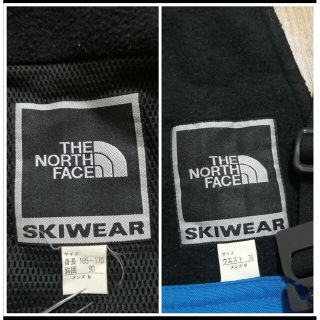 THE
NORTH
FACE
SKIWEAR
サイズ
身長 165～170
胸囲 90
メンズ M
THE
NORTH
FACE
SKIWEAR
サイズ
ウエスト 76
メンズ M